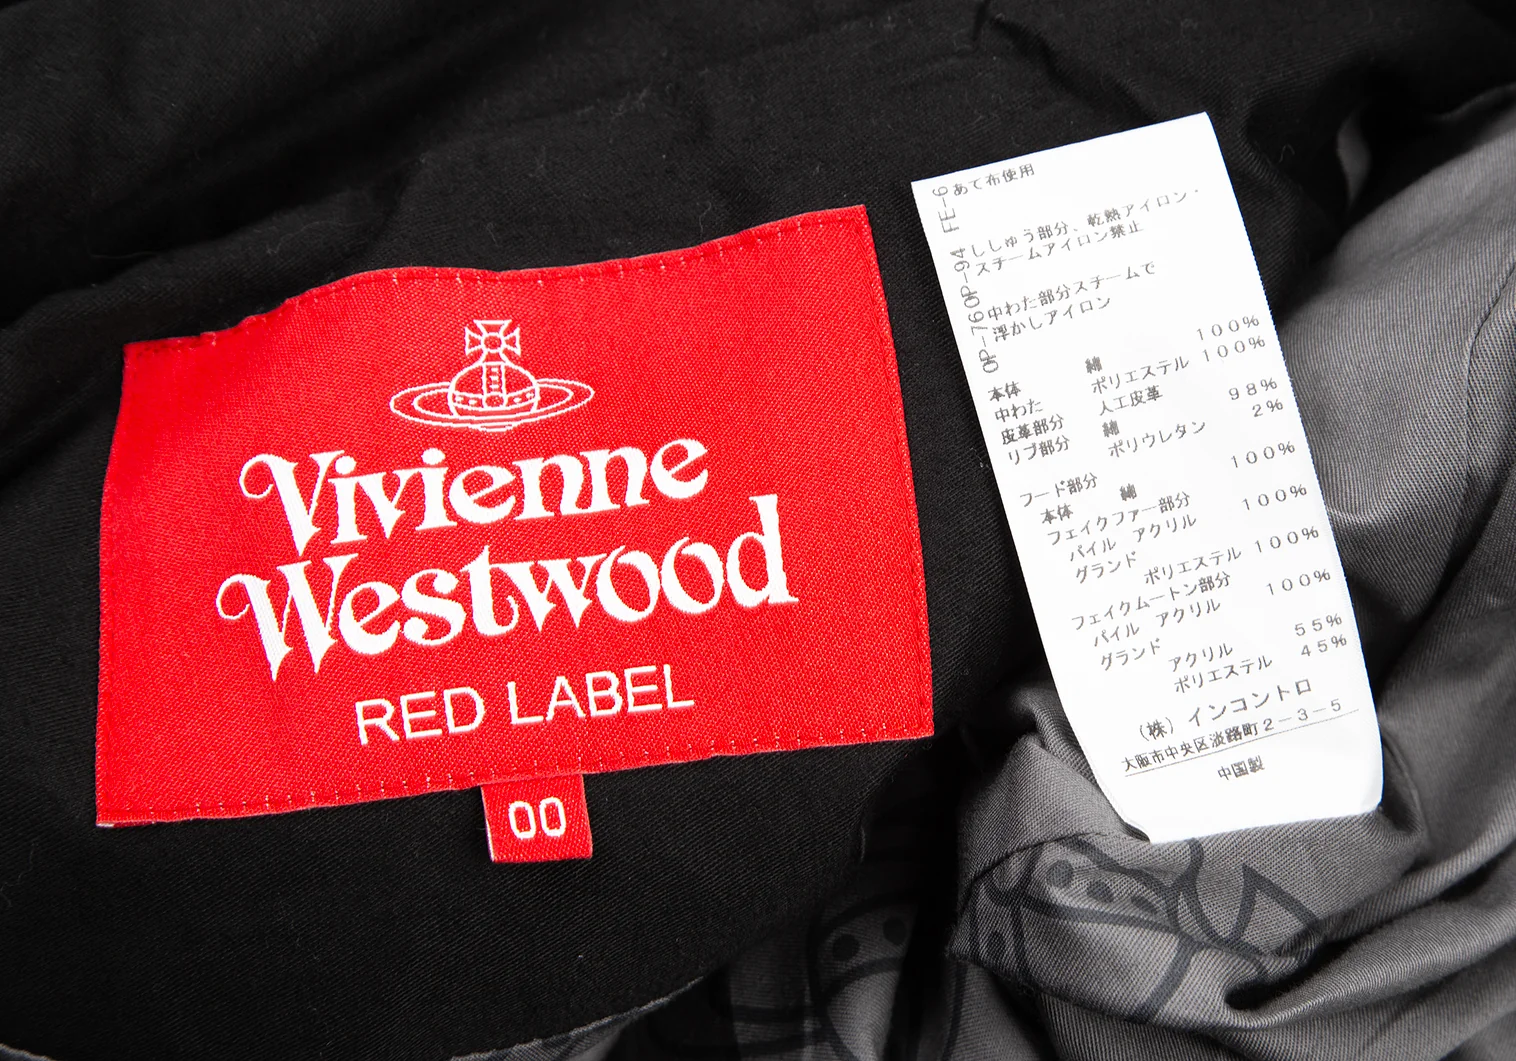 Vivienne
Westwood
RED LABEL
00
FE-6
OP-94
OP-76
あて布使用
ししゅう部分、乾熱アイロン・
スチームアイロン禁止
中わた部分スチームで
浮かしアイロン
本体 綿 100%
中わた ポリエステル 100%
皮革部分 人工皮革
リブ部分 綿 98%
ポリウレタン 2%
フード部分
本体 綿 100%
フェイクファー部分
パイル アクリル 100%
グランド
ポリエステル 100%
フェイクムートン部分
パイル アクリル 100%
グランド
アクリル 55%
ポリエステル 45%
(株)インコントロ
大阪市中央区淡路町2-3-5
中国製